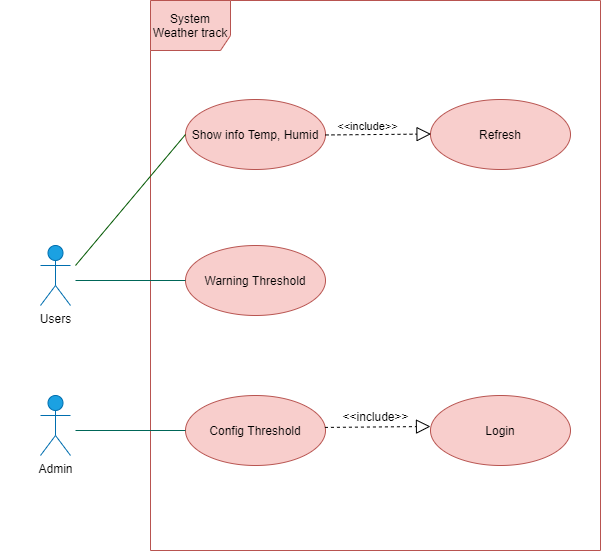 System
Weather track
<<include>>
Show info Temp, Humid
Refresh
Warning Threshold
Users
<<include>>
Config Threshold
Login
Admin